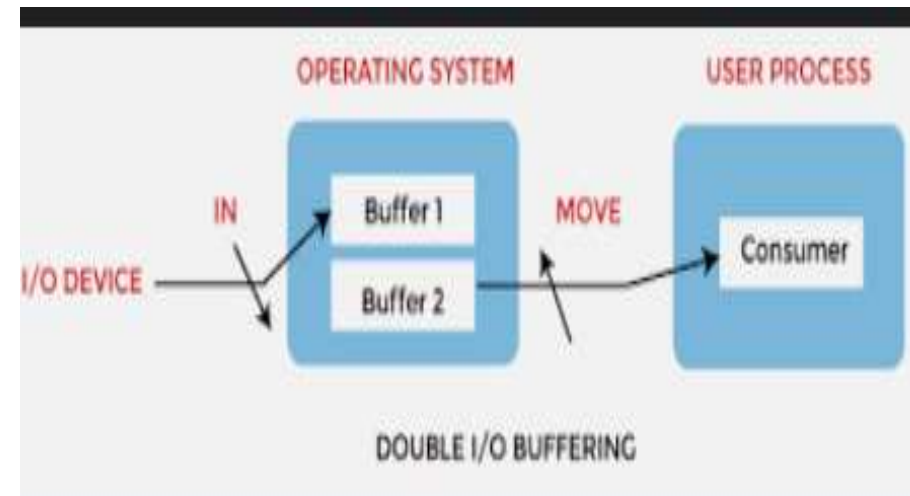 OPERATING SYSTEM
USER PROCESS
IN
Buffer 1
MOVE
Consumer
I/O DEVICE
Buffer 2
DOUBLE I/O BUFFERING